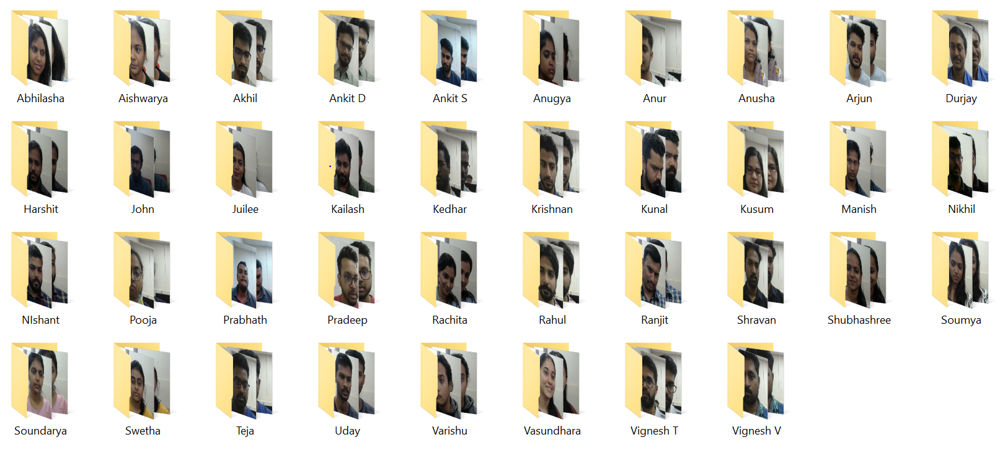 Abhilasha
Aishwarya
Akhil
Ankit D
Ankit S
Anugya
Anur
Anusha
Arjun
Durjay
Harshit
John
Juilee
Kailash
Kedhar
Krishnan
Kunal
Kusum
Manish
Nikhil
NIshant
Pooja
Prabhath
Pradeep
Rachita
Rahul
Ranjit
Shravan
Shubhashree
Soumya
Soundarya
Swetha
Teja
Uday
Varishu
Vasundhara
Vignesh T
Vignesh V